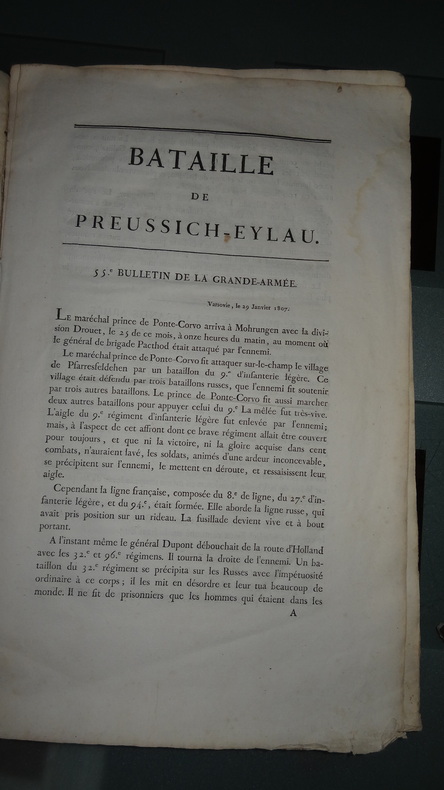 BATAILLE
DE
PREUSSICH-EYLAU.
55.e BULLETIN DE LA GRANDE-ARMÉE.
Varsovie, le 29 Janvier 1807.
LE maréchal prince de Ponte-Corvo arriva à Mohrungen avec la divi-
sion Drouet, le 25 de ce mois, à onze heures du matin, au moment où
le général de brigade Pacthod était attaqué par l'ennemi.
Le maréchal prince de Ponte-Corvo fit attaquer sur-le-champ le village
de Pfarresfeldehen par un bataillon du 9.e d'infanterie légère. Ce
village était défendu par trois bataillons russes, que l'ennemi fit soutenir
par trois autres bataillons. Le prince de Ponte-Corvo fit aussi marcher
deux autres bataillons pour appuyer celui du 9.e La mêlée fut très-vive.
L'aigle du 9.e régiment d'infanterie légère fut enlevée par l'ennemi;
mais, à l'aspect de cet affront dont ce brave régiment allait être couvert
pour toujours, et que ni la victoire, ni la gloire acquise dans cent
combats, n'auraient lavé, les soldats, animés d'une ardeur inconcevable,
se précipitent sur l'ennemi, le mettent en déroute, et ressaisissent leur
aigle.
Cependant la ligne française, composée du 8.e de ligne, du 27.e d'in-
fanterie légère, et du 94.e, était formée. Elle aborde la ligne russe, qui
avait pris position sur un rideau. La fusillade devient vive et à bout
portant.
A l'instant même le général Dupont débouchait de la route d'Holland
avec les 32.e et 96.e régimens. Il tourna la droite de l'ennemi. Un ba-
taillon du 32.e régiment se précipita sur les Russes avec l'impétuosité
ordinaire à ce corps; il les mit en désordre et leur tua beaucoup de
monde. Il ne fit de prisonniers que les hommes qui étaient dans les
A